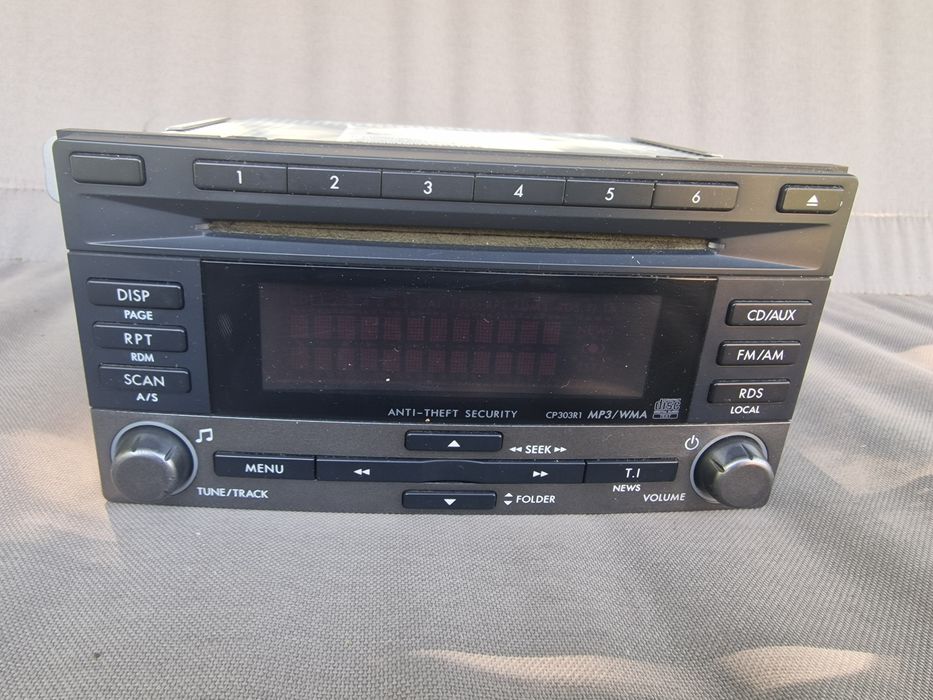 1 2 3 4 5 6
DISP
PAGE
RPT
RDM
SCAN
A/S
CD/AUX
FM/AM
RDS
LOCAL
ANTI-THEFT SECURITY CP303R1 MP3/WMA disc
SEEK
MENU
T.I
NEWS
TUNE/TRACK
FOLDER
VOLUME